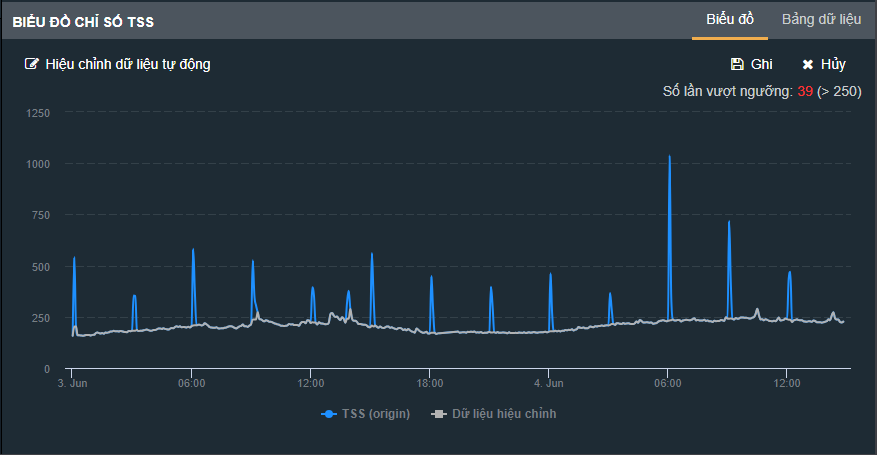 BIỂU ĐỒ CHỈ SỐ TSS
Biểu đồ
Bảng dữ liệu
Hiệu chỉnh dữ liệu tự động
Ghi
Hủy
Số lần vượt ngưỡng: 39 (> 250)
1250
1000
750
500
250
0
3. Jun 06:00 12:00 18:00 4. Jun 06:00 12:00
TSS (origin) Dữ liệu hiệu chỉnh